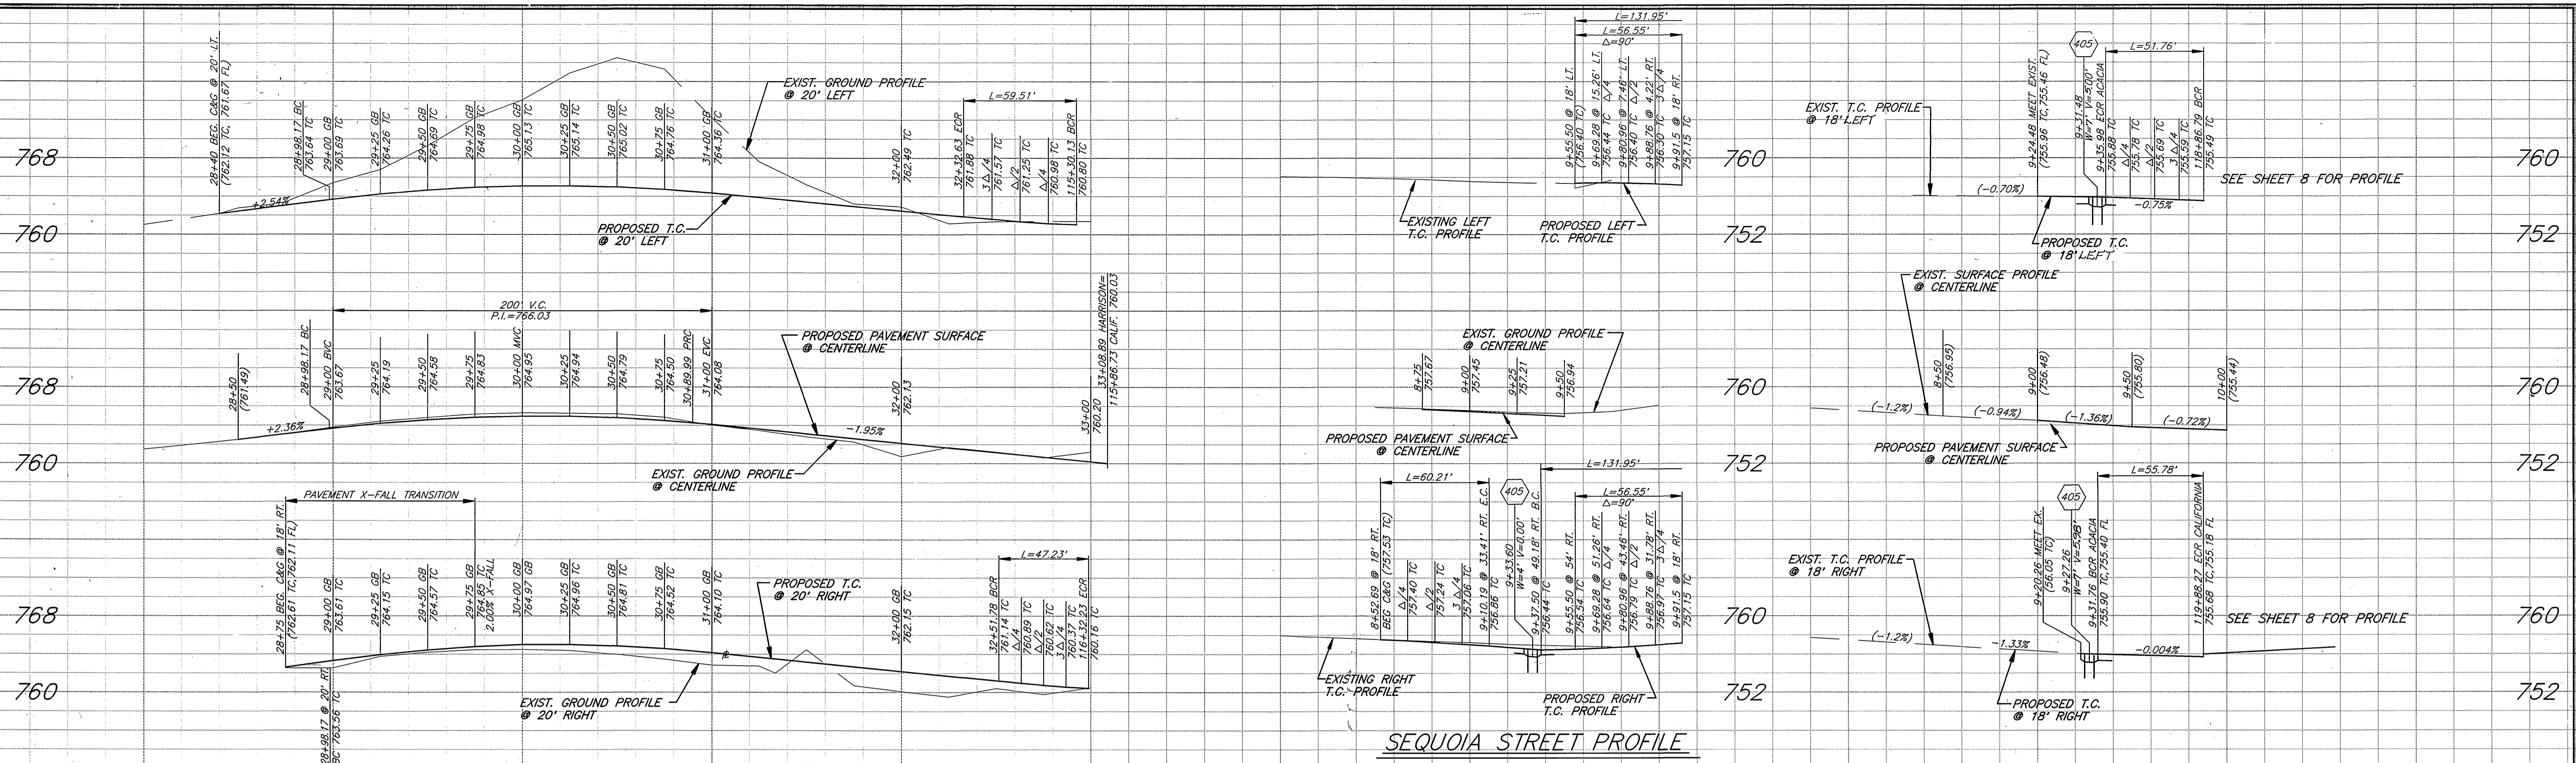 28+40 BEG. C&G @ 20' LT.
(762.12 TC, 761.67 FL)
28+98.17 BC
763.64 TC
29+00 GB
763.69 TC
29+25 GB
764.26 TC
29+50 GB
764.69 TC
29+75 GB
764.98 TC
30+00 GB
765.13 TC
30+25 GB
765.14 TC
30+50 GB
765.02 TC
30+75 GB
764.76 TC
31+00 GB
764.36 TC
EXIST. GROUND PROFILE
@ 20' LEFT
32+00
762.49 TC
L=59.51'
32+32.63 ECR
761.88 TC
3 Δ/4
761.57 TC
Δ/2
761.25 TC
Δ/4
760.98 TC
115+30.13 BCR
760.80 TC
768
+2.54%
PROPOSED T.C.
@ 20' LEFT
760
200' V.C.
P.I.=766.03
28+50
(761.49)
28+98.17 BC
29+00 BVC
763.67
29+25
764.19
29+50
764.58
29+75
764.83
30+00 MVC
764.95
30+25
764.94
30+50
764.79
30+75
764.50
30+89.99 PRC
31+00 EVC
764.08
PROPOSED PAVEMENT SURFACE
@ CENTERLINE
32+00
762.13
33+00
760.20
33+08.89 HARRISON=
115+86.73 CALIF. 760.03
768
+2.36%
-1.95%
760
EXIST. GROUND PROFILE
@ CENTERLINE
PAVEMENT X-FALL TRANSITION
28+75 BEG. C&G @ 18' RT.
(762.61 TC, 762.11 FL)
29+00 GB
763.61 TC
29+25 GB
764.15 TC
29+50 GB
764.57 TC
29+75 GB
764.85 TC
2.00% X-FALL
30+00 GB
764.97 GB
30+25 GB
764.96 TC
30+50 GB
764.81 TC
30+75 GB
764.52 TC
31+00 GB
764.10 TC
PROPOSED T.C.
@ 20' RIGHT
32+00 GB
762.15 TC
L=47.23'
32+51.78 BCR
761.14 TC
Δ/4
760.89 TC
Δ/2
760.62 TC
3 Δ/4
760.37 TC
116+32.23 ECR
760.16 TC
768
760
28+98.17 @ 20' RT.
BC 763.56 TC
EXIST. GROUND PROFILE
@ 20' RIGHT
L=131.95'
L=56.55'
Δ=90°
9+55.50 @ 18' LT.
(756.40 TC)
9+69.28 @ 15.26' LT.
756.44 TC Δ/4
9+80.96 @ 7.46' LT.
756.40 TC Δ/2
9+88.76 @ 4.22' RT.
756.30 TC 3 Δ/4
9+91.5 @ 18' RT.
757.15 TC
760
EXISTING LEFT
T.C. PROFILE
PROPOSED LEFT
T.C. PROFILE
752
EXIST. GROUND PROFILE
@ CENTERLINE
8+75
757.67
9+00
757.45
9+25
757.21
9+50
756.94
760
PROPOSED PAVEMENT SURFACE
@ CENTERLINE
752
L=131.95'
L=60.21'
405
L=56.55'
Δ=90°
8+52.69 @ 18' RT.
BEG C&G (757.53 TC)
Δ/4
757.40 TC
Δ/2
757.24 TC
3 Δ/4
757.06 TC
9+10.19 @ 33.41' RT. E.C.
756.86 TC
9+33.60
W=4' V=0.00'
9+37.50 @ 49.18' RT. B.C.
756.44 TC
9+55.50 @ 54' RT.
756.54 TC
9+69.28 @ 51.26' RT.
756.64 TC Δ/4
9+80.96 @ 43.46' RT.
756.79 TC Δ/2
9+88.76 @ 31.78' RT.
756.97 TC 3 Δ/4
9+91.5 @ 18' RT.
757.15 TC
760
EXISTING RIGHT
T.C. PROFILE
PROPOSED RIGHT
T.C. PROFILE
752
SEQUOIA STREET PROFILE
405
L=51.76'
EXIST. T.C. PROFILE
@ 18' LEFT
9+24.48 MEET EXIST.
(755.96 TC,755.46 FL)
9+31.48
W=7' V=5.00'
9+35.98 ECR ACACIA
755.88 TC
Δ/4
755.78 TC
Δ/2
755.69 TC
3 Δ/4
755.59 TC
118+86.79 BCR
755.49 TC
760
SEE SHEET 8 FOR PROFILE
(-0.70%)
-0.75%
752
PROPOSED T.C.
@ 18' LEFT
EXIST. SURFACE PROFILE
@ CENTERLINE
8+50
(756.95)
9+00
(756.48)
9+50
(755.80)
10+00
(755.44)
760
(-1.2%)
(-0.94%)
(-1.36%)
(-0.72%)
PROPOSED PAVEMENT SURFACE
@ CENTERLINE
752
L=55.78'
405
EXIST. T.C. PROFILE
@ 18' RIGHT
9+20.26 MEET EX.
(56.05 TC)
9+27.26
W=7' V=5.98'
9+31.76 BCR ACACIA
755.90 TC,755.40 FL
119+88.27 ECR CALIFORNIA
755.68 TC,755.18 FL
760
SEE SHEET 8 FOR PROFILE
(-1.2%)
-1.33%
-0.004%
752
PROPOSED T.C.
@ 18' RIGHT